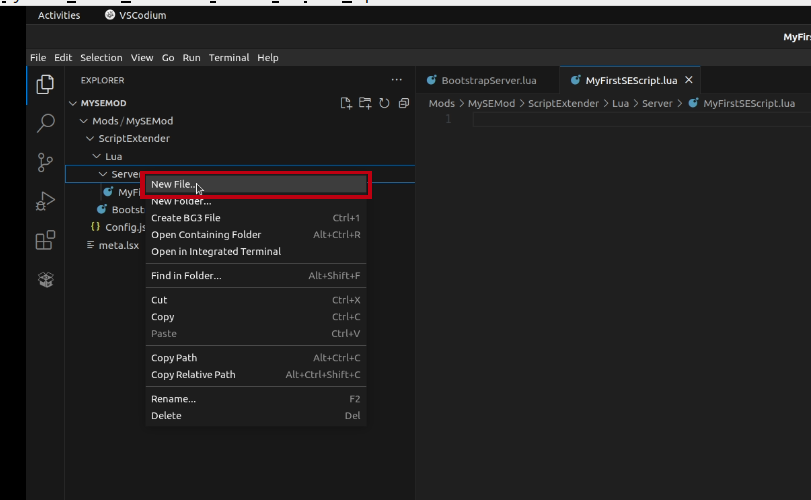 Activities VSCodium
MyFirs
File Edit Selection View Go Run Terminal Help
EXPLORER ···
BootstrapServer.lua MyFirstSEScript.lua
MYSEMOD
Mods > MySEMod > ScriptExtender > Lua > Server > MyFirstSEScript.lua
1
Mods / MySEMod
ScriptExtender
Lua
Server
New File...
MyFi
New Folder...
Bootst
Create BG3 File Ctrl+1
Config.js
Open Containing Folder Alt+Ctrl+R
meta.lsx
Open in Integrated Terminal
Find in Folder... Alt+Shift+F
Cut Ctrl+X
Copy Ctrl+C
Paste Ctrl+V
Copy Path Alt+Ctrl+C
Copy Relative Path Alt+Ctrl+Shift+C
Rename... F2
Delete Del